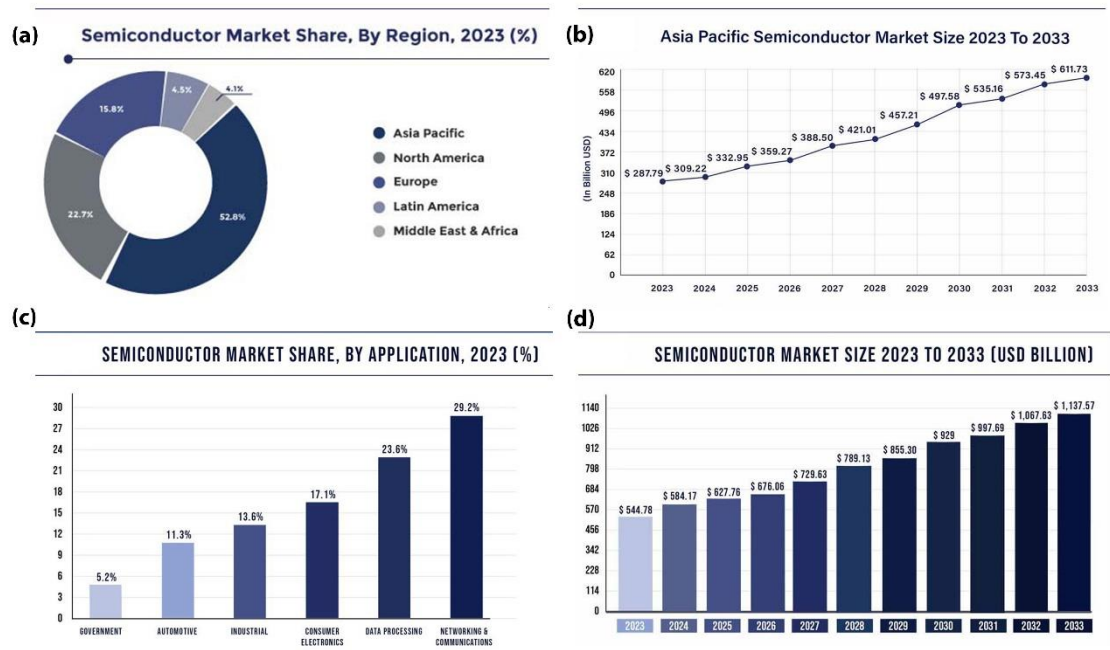 (a)
Semiconductor Market Share, By Region, 2023 (%)
4.5%
4.1%
15.8%
22.7%
52.8%
Asia Pacific
North America
Europe
Latin America
Middle East & Africa
(b)
Asia Pacific Semiconductor Market Size 2023 To 2033
(In Billion USD)
620
558
496
434
372
310
248
186
124
62
0
$ 287.79
$ 309.22
$ 332.95
$ 359.27
$ 388.50
$ 421.01
$ 457.21
$ 497.58
$ 535.16
$ 573.45
$ 611.73
2023 2024 2025 2026 2027 2028 2029 2030 2031 2032 2033
(c)
SEMICONDUCTOR MARKET SHARE, BY APPLICATION, 2023 (%)
30
27
24
21
18
15
12
9
6
3
0
5.2%
11.3%
13.6%
17.1%
23.6%
29.2%
GOVERNMENT
AUTOMOTIVE
INDUSTRIAL
CONSUMER
ELECTRONICS
DATA PROCESSING
NETWORKING &
COMMUNICATIONS
(d)
SEMICONDUCTOR MARKET SIZE 2023 TO 2033 (USD BILLION)
1140
1026
912
798
684
570
456
342
228
114
0
$ 544.78
$ 584.17
$ 627.76
$ 676.06
$ 729.63
$ 789.13
$ 855.30
$ 929
$ 997.69
$ 1,067.63
$ 1,137.57
2023 2024 2025 2026 2027 2028 2029 2030 2031 2032 2033